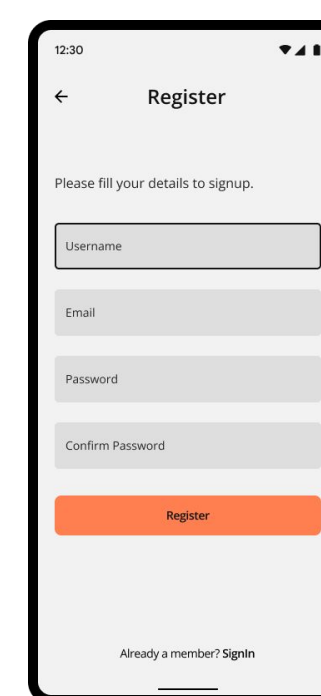 12:30
Register
Please fill your details to signup.
Username
Email
Password
Confirm Password
Register
Already a member? SignIn